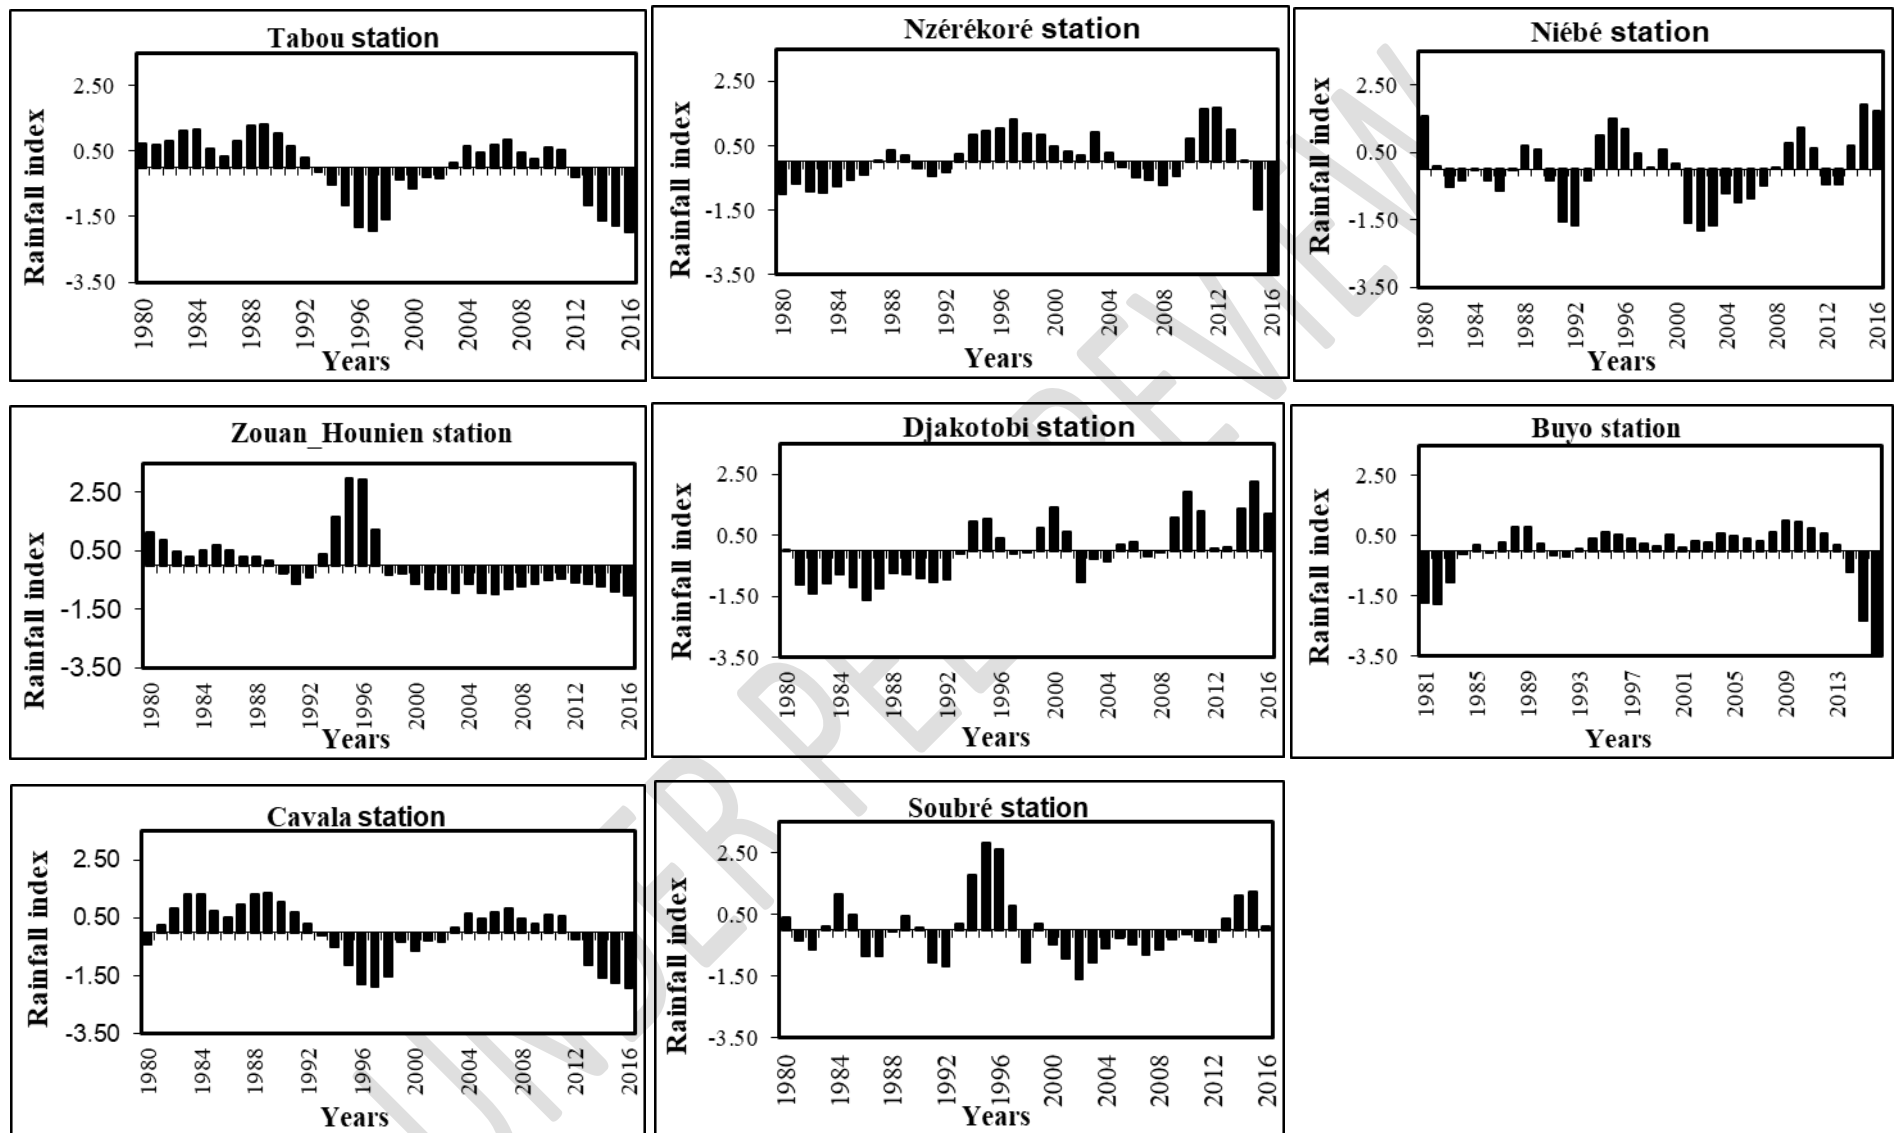 Tabou station
Rainfall index
2.50
0.50
-1.50
-3.50
1980 1984 1988 1992 1996 2000 2004 2008 2012 2016
Years
Nzérékoré station
Rainfall index
2.50
0.50
-1.50
-3.50
1980 1984 1988 1992 1996 2000 2004 2008 2012 2016
Years
Niébé station
Rainfall index
2.50
0.50
-1.50
-3.50
1980 1984 1988 1992 1996 2000 2004 2008 2012 2016
Years
Zouan_Hounien station
Rainfall index
2.50
0.50
-1.50
-3.50
1980 1984 1988 1992 1996 2000 2004 2008 2012 2016
Years
Djakotobi station
Rainfall index
2.50
0.50
-1.50
-3.50
1980 1984 1988 1992 1996 2000 2004 2008 2012 2016
Years
Buyo station
Rainfall index
2.50
0.50
-1.50
-3.50
1981 1985 1989 1993 1997 2001 2005 2009 2013
Years
Cavala station
Rainfall index
2.50
0.50
-1.50
-3.50
1980 1984 1988 1992 1996 2000 2004 2008 2012 2016
Years
Soubré station
Rainfall index
2.50
0.50
-1.50
-3.50
1980 1984 1988 1992 1996 2000 2004 2008 2012 2016
Years
UNDER PEER REVIEW